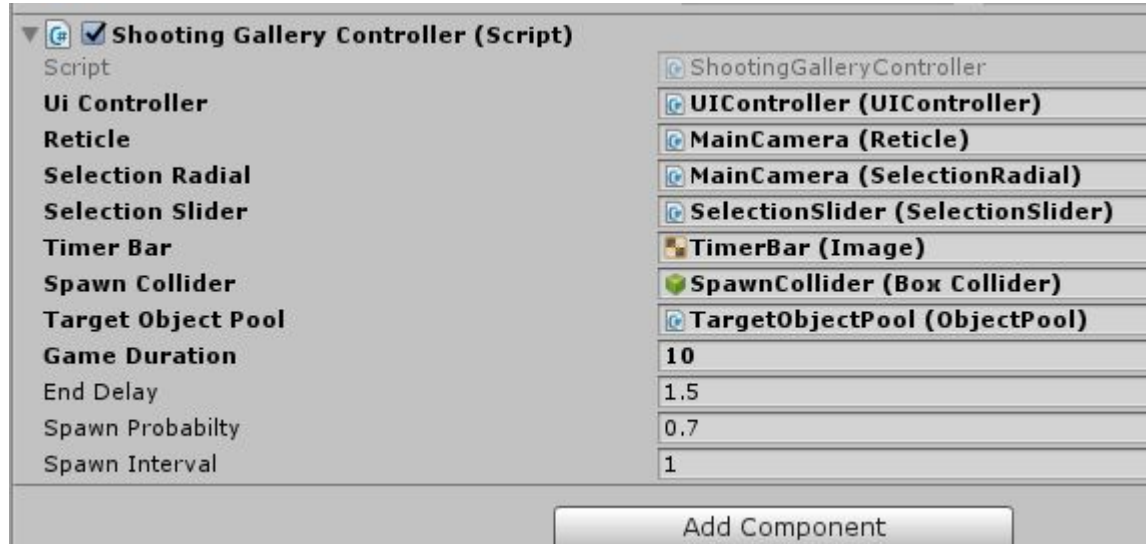 Shooting Gallery Controller (Script)
Script ShootingGalleryController
Ui Controller UIController (UIController)
Reticle MainCamera (Reticle)
Selection Radial MainCamera (SelectionRadial)
Selection Slider SelectionSlider (SelectionSlider)
Timer Bar TimerBar (Image)
Spawn Collider SpawnCollider (Box Collider)
Target Object Pool TargetObjectPool (ObjectPool)
Game Duration 10
End Delay 1.5
Spawn Probabilty 0.7
Spawn Interval 1
Add Component